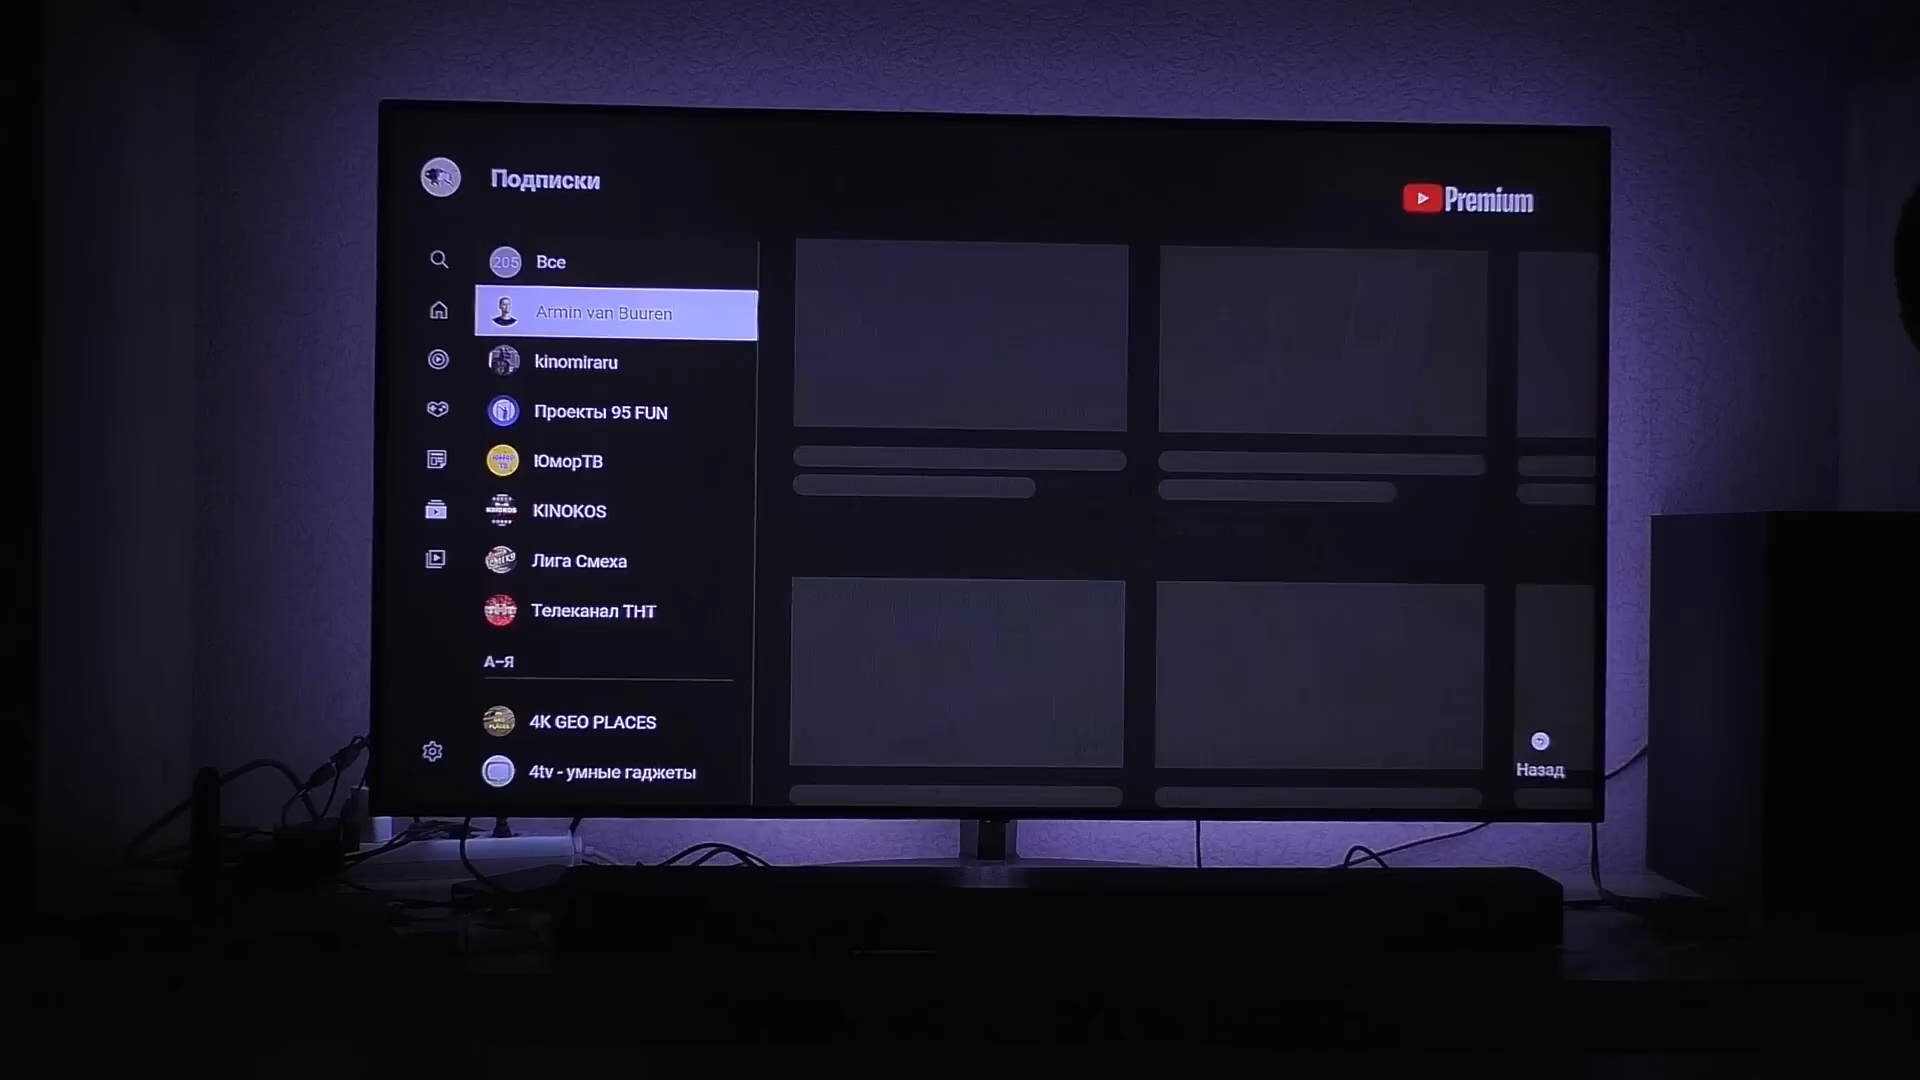 Подписки
Premium
205 Все
Armin van Buuren
kinomiraru
Проекты 95 FUN
ЮморТВ
KINOKOS
KINOKOS
Лига Смеха
Телеканал ТНТ
А–Я
4K GEO PLACES
4tv - умные гаджеты
Назад